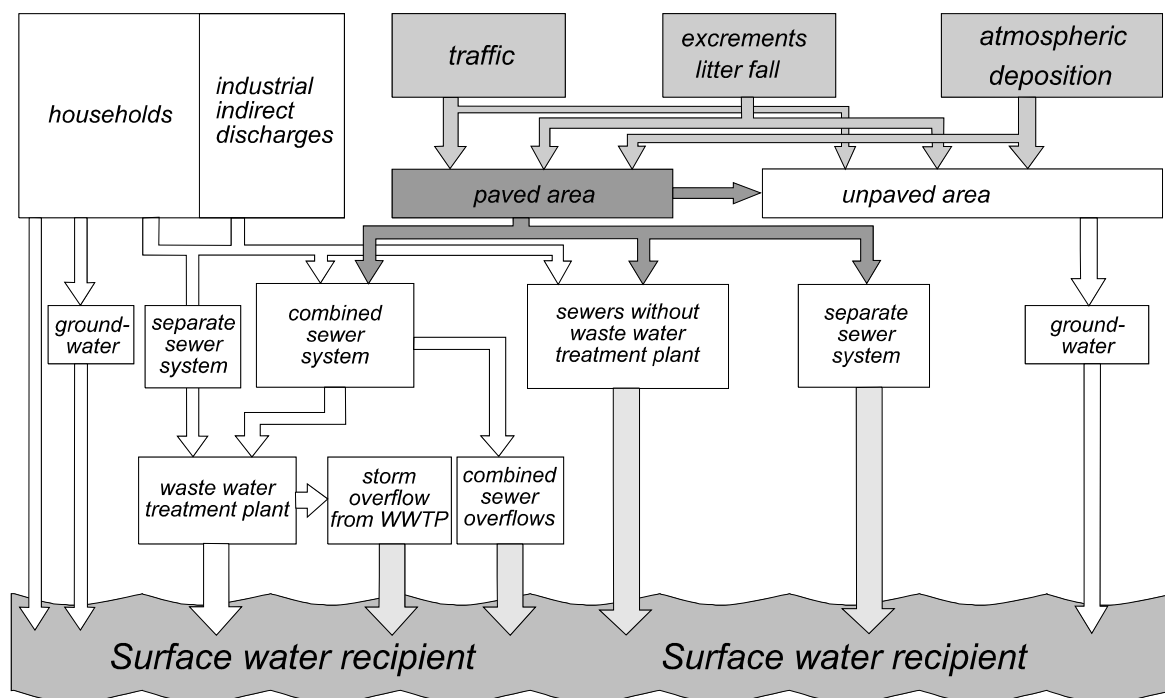 households
industrial
indirect
discharges
traffic
excrements
litter fall
atmospheric
deposition
paved area
unpaved area
ground-
water
separate
sewer
system
combined
sewer
system
sewers without
waste water
treatment plant
separate
sewer
system
ground-
water
waste water
treatment plant
storm
overflow
from WWTP
combined
sewer
overflows
Surface water recipient
Surface water recipient